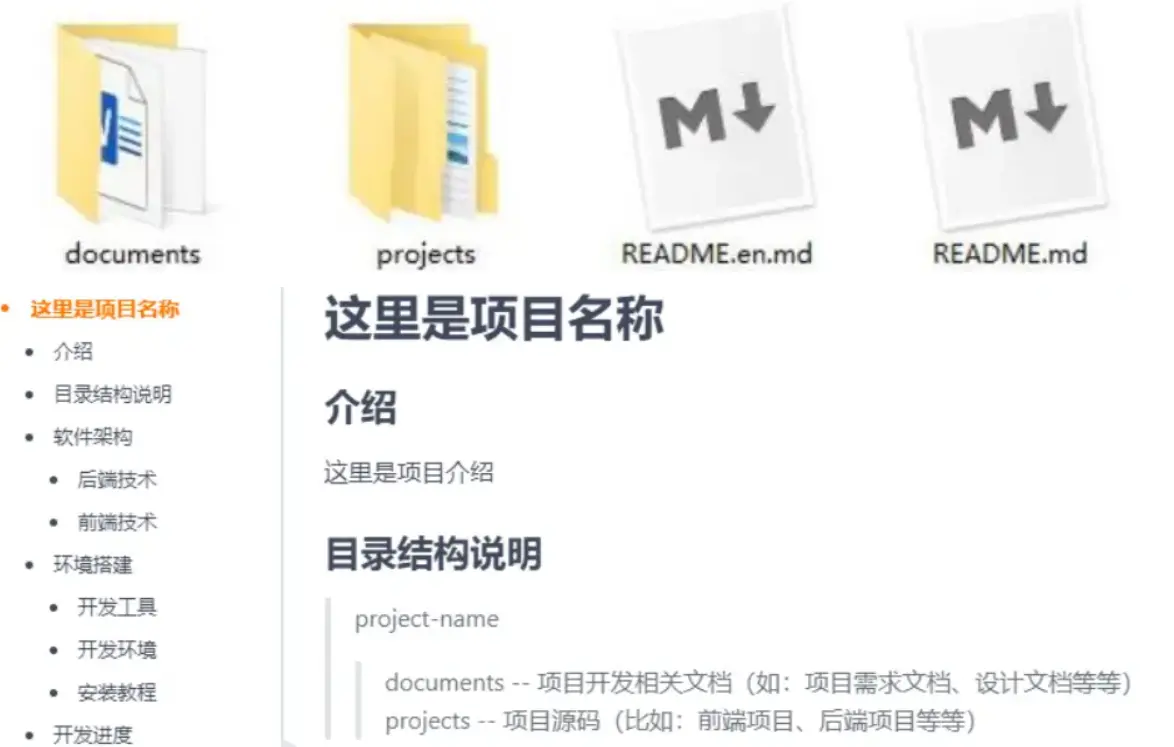 documents
projects
README.en.md
README.md
这里是项目名称
介绍
目录结构说明
软件架构
后端技术
前端技术
环境搭建
开发工具
开发环境
安装教程
开发进度
这里是项目名称
介绍
这里是项目介绍
目录结构说明
project-name
documents -- 项目开发相关文档（如：项目需求文档、设计文档等等）
projects -- 项目源码（比如：前端项目、后端项目等等）